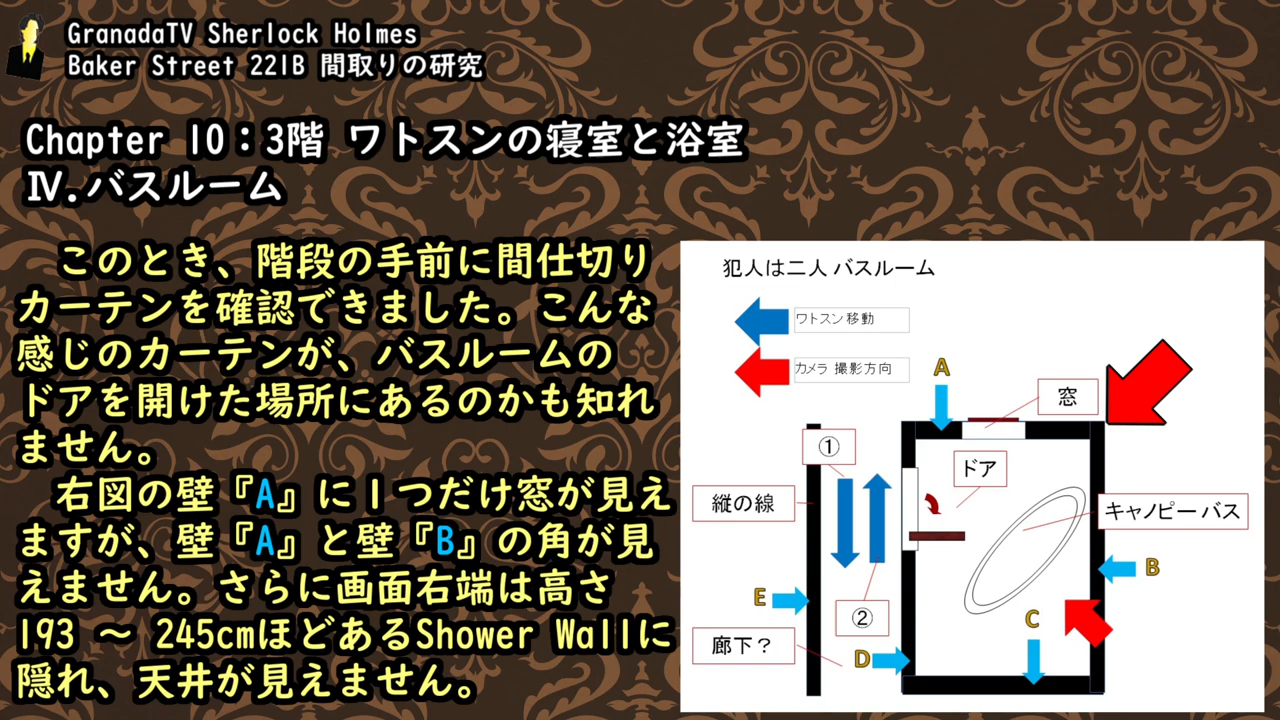 GranadaTV Sherlock Holmes
Baker Street 221B 間取りの研究
Chapter 10:3階 ワトスンの寝室と浴室
Ⅳ.バスルーム
このとき、階段の手前に間仕切り
カーテンを確認できました。こんな
感じのカーテンが、バスルームの
ドアを開けた場所にあるのかも知れ
ません。
右図の壁『A』に1つだけ窓が見え
ますが、壁『A』と壁『B』の角が見
えません。さらに画面右端は高さ
193 ~ 245cmほどあるShower Wallに
隠れ、天井が見えません。
犯人は二人 バスルーム
ワトスン 移動
カメラ 撮影方向
A
窓
①
ドア
縦の線
キャノピー バス
B
E
②
C
廊下？
D